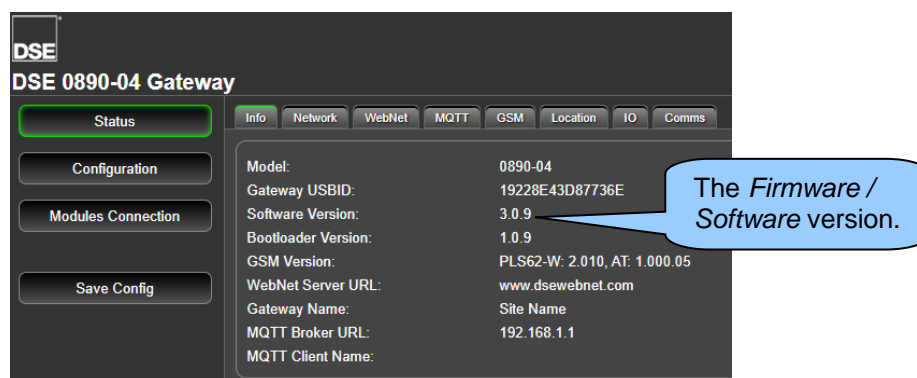 DSE
DSE 0890-04 Gateway
Status
Info Network WebNet MQTT GSM Location IO Comms
Configuration
Modules Connection
Save Config
Model: 0890-04
Gateway USBID: 19228E43D87736E
Software Version: 3.0.9
Bootloader Version: 1.0.9
GSM Version: PLS62-W: 2.010, AT: 1.000.05
WebNet Server URL: www.dsewebnet.com
Gateway Name: Site Name
MQTT Broker URL: 192.168.1.1
MQTT Client Name:
The Firmware /
Software version.